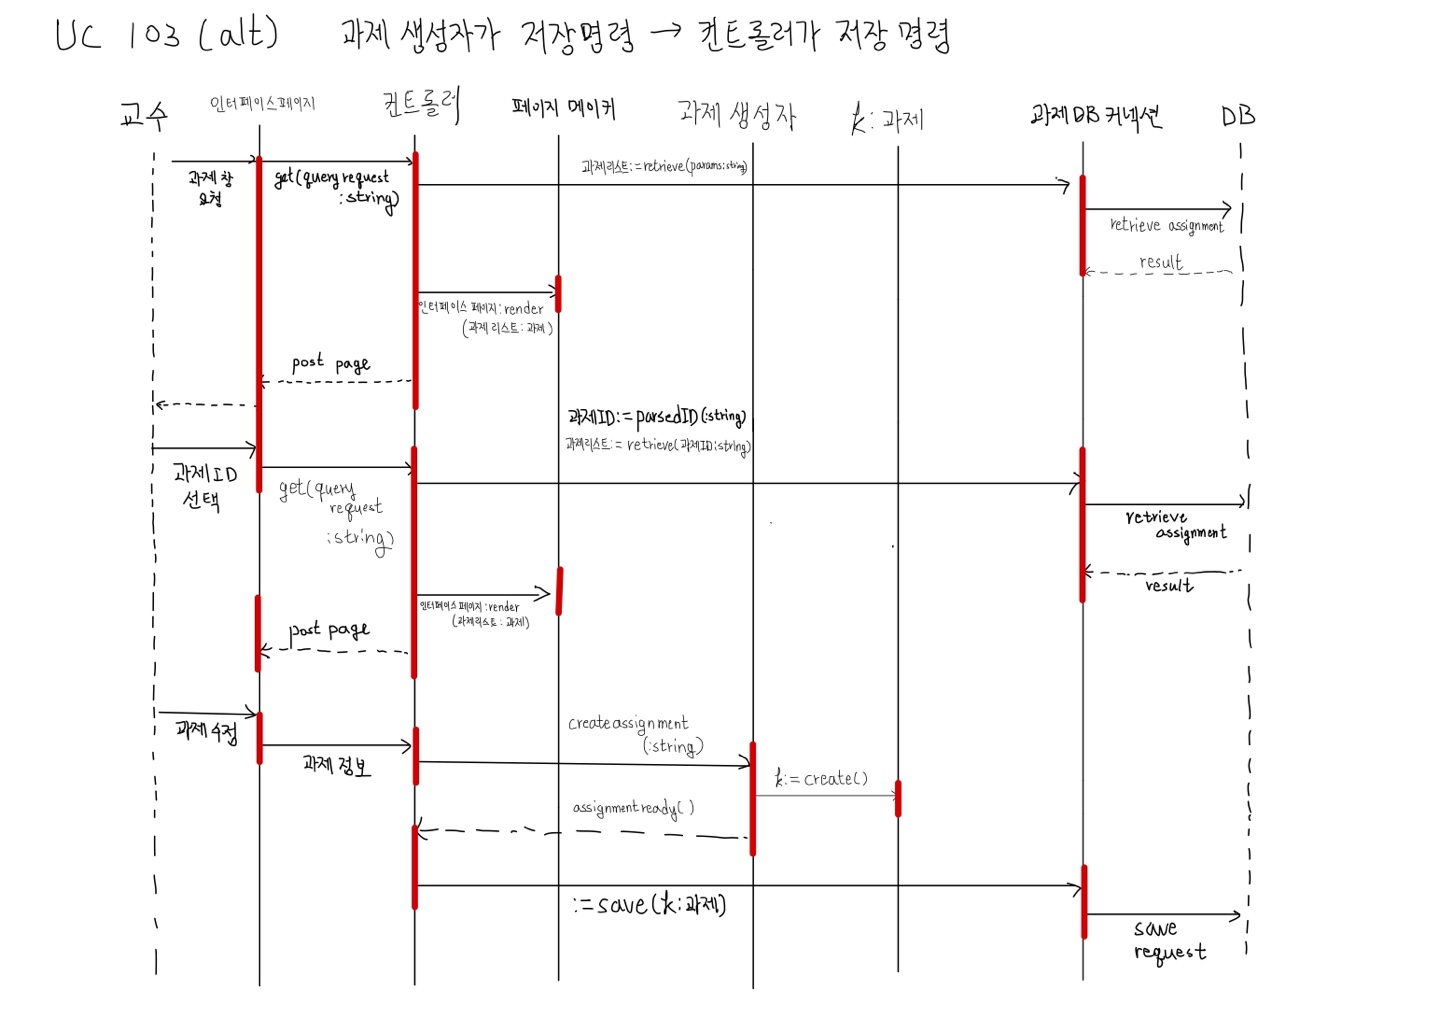 UC 103 (alt) 과제 생성자가 저장명령 → 컨트롤러가 저장 명령
교수 인터페이스페이지 컨트롤러 페이지 메이커 과제 생성자 k:과제 과제DB 커넥션 DB
과제 창
요청
get(query request
:string)
과제리스트:=retrieve(params:string)
retrieve assignment
result
인터페이스 페이지:render
(과제 리스트:과제)
post page
과제ID:=parsedID(:string)
과제리스트:=retrieve(과제ID:string)
과제ID
선택
get(query
request
:string)
retrieve
assignment
result
인터페이스 페이지:render
(과제리스트:과제)
post page
과제 수정
과제 정보
createassignment
(:string)
k:=create()
assignmentready()
:=save(k:과제)
save
request